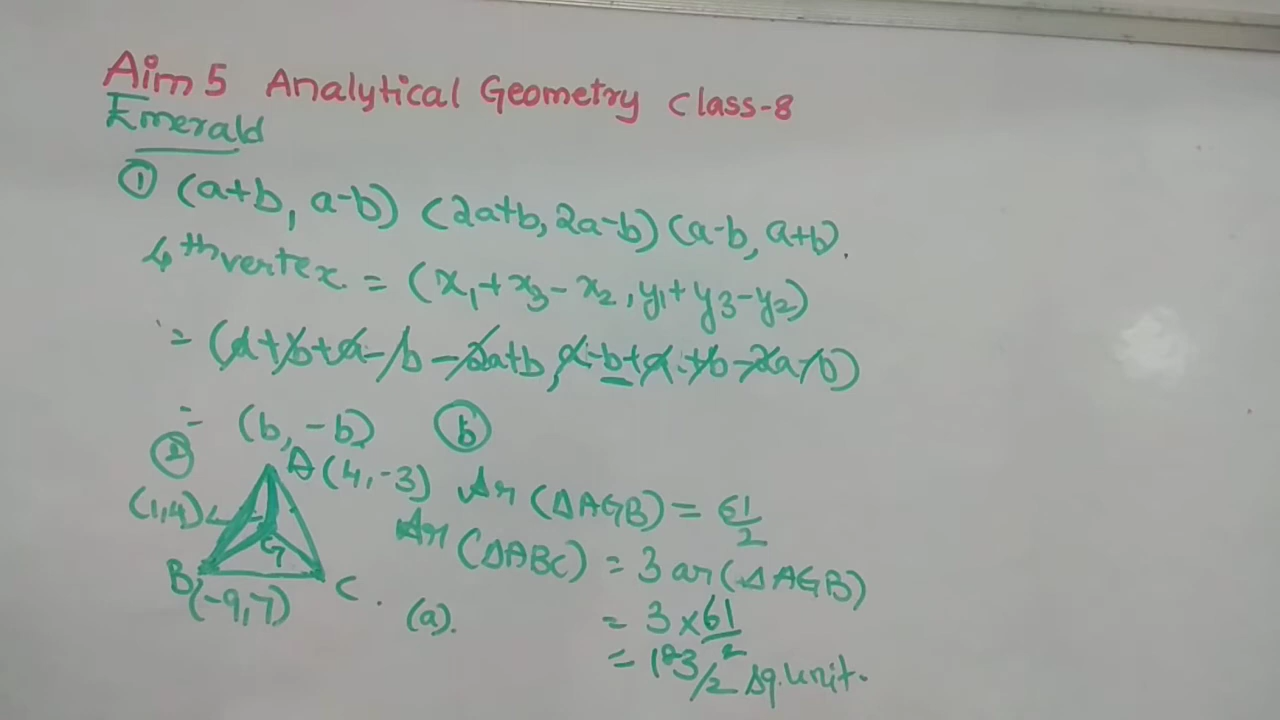 Aim 5 Analytical Geometry Class-8
Emerald
① (a+b, a-b) (2a+b, 2a-b) (a-b, a+b).
4th vertex = (x₁+x₃-x₂, y₁+y₃-y₂)
= (a+b+a-b-2a+b, a-b+a+b-2a+b)
= (b, -b) ⓑ
②
A(4,-3) Ar (ΔAGB) = 61/2
(1,4)
G
Ar (ΔABC) = 3 ar (ΔAGB)
B(-9,7)
C.
(a).
= 3 × 61/2
= 183/2 sq.unit.